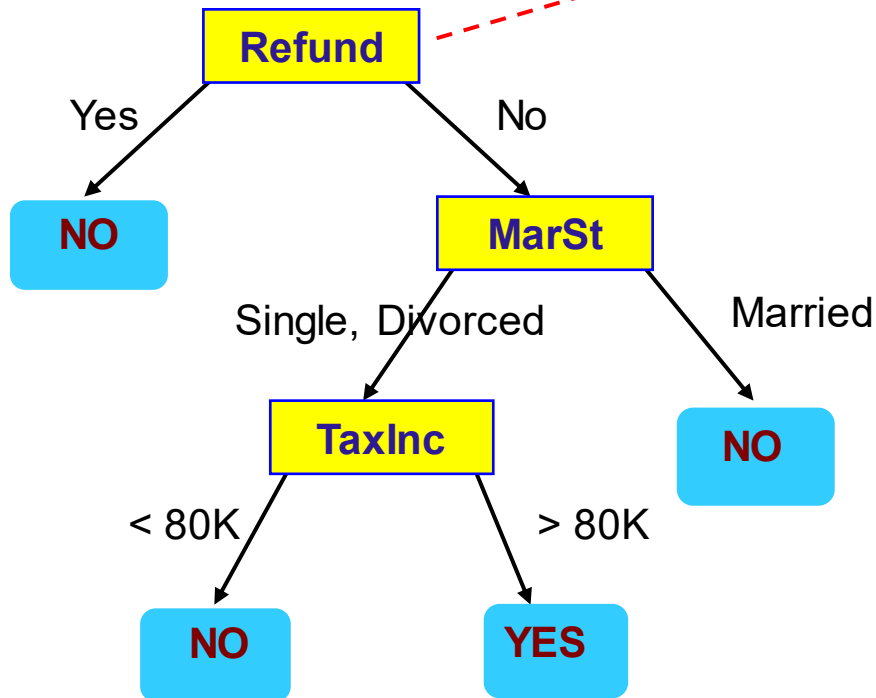 Refund
Yes
No
NO
MarSt
Single, Divorced
Married
TaxInc
NO
< 80K
> 80K
NO
YES